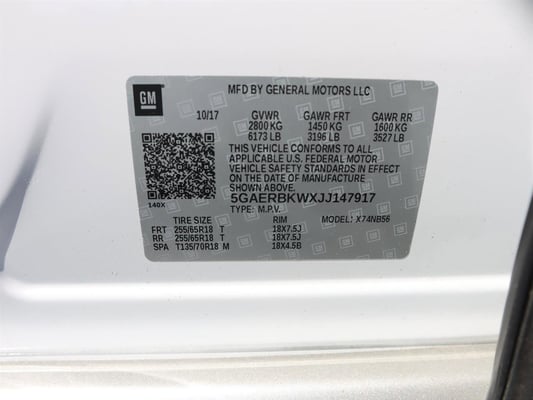 GM
MFD BY GENERAL MOTORS LLC
10/17 GVWR GAWR FRT GAWR RR
2800 KG 1450 KG 1600 KG
6173 LB 3196 LB 3527 LB
THIS VEHICLE CONFORMS TO ALL
APPLICABLE U.S. FEDERAL MOTOR
VEHICLE SAFETY STANDARDS IN EFFECT
ON THE DATE OF MANUFACTURE
SHOWN ABOVE.
140X 5GAERBKWXJJ147917
TYPE: M.P.V. MODEL: X74NB56
TIRE SIZE RIM
FRT 255/65R18 T 18X7.5J
RR 255/65R18 T 18X7.5J
SPA T135/70R18 M 18X4.5B